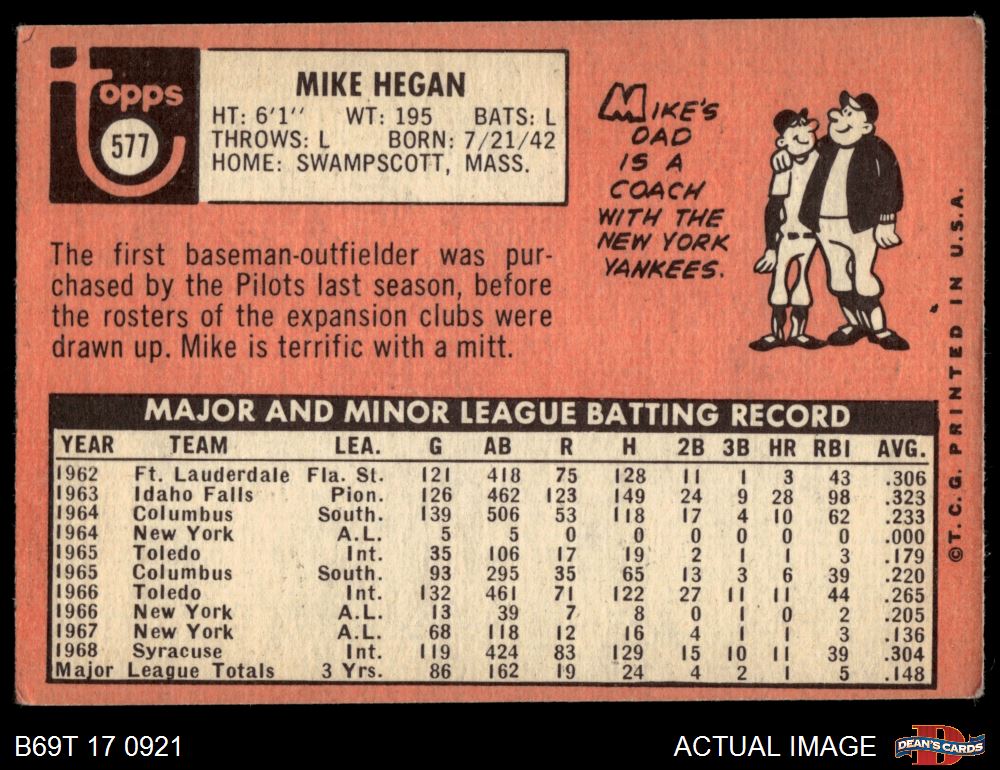 topps
577
MIKE HEGAN
HT: 6'1'' WT: 195 BATS: L
THROWS: L BORN: 7/21/42
HOME: SWAMPSCOTT, MASS.
MIKE'S
DAD
IS A
COACH
WITH THE
NEW YORK
YANKEES.
The first baseman-outfielder was pur-
chased by the Pilots last season, before
the rosters of the expansion clubs were
drawn up. Mike is terrific with a mitt.
MAJOR AND MINOR LEAGUE BATTING RECORD
YEAR TEAM LEA. G AB R H 2B 3B HR RBI AVG.
1962 Ft. Lauderdale Fla. St. 121 418 75 128 11 1 3 43 .306
1963 Idaho Falls Pion. 126 462 123 149 24 9 28 98 .323
1964 Columbus South. 139 506 53 118 17 4 10 62 .233
1964 New York A.L. 5 5 0 0 0 0 0 0 .000
1965 Toledo Int. 35 106 17 19 2 1 1 3 .179
1965 Columbus South. 93 295 35 65 13 3 6 39 .220
1966 Toledo Int. 132 461 71 122 27 11 11 44 .265
1966 New York A.L. 13 39 7 8 0 1 0 2 .205
1967 New York A.L. 68 118 12 16 4 1 1 3 .136
1968 Syracuse Int. 119 424 83 129 15 10 11 39 .304
Major League Totals 3 Yrs. 86 162 19 24 4 2 1 5 .148
©T.C.G. PRINTED IN U.S.A.
B69T 17 0921
ACTUAL IMAGE
D
DEAN'S CARDS